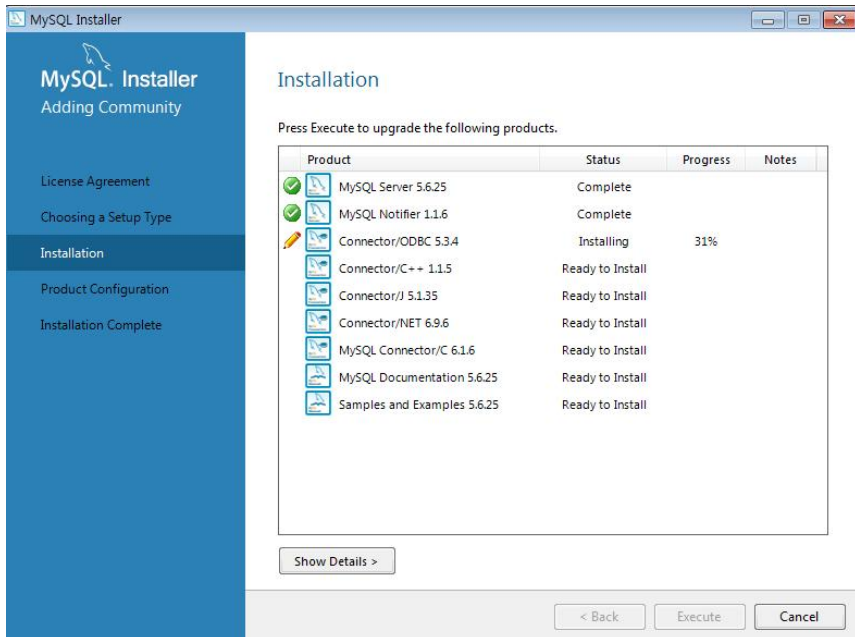 MySQL Installer
MySQL. Installer
Adding Community
License Agreement
Choosing a Setup Type
Installation
Product Configuration
Installation Complete
Installation
Press Execute to upgrade the following products.
Product Status Progress Notes
MySQL Server 5.6.25 Complete
MySQL Notifier 1.1.6 Complete
Connector/ODBC 5.3.4 Installing 31%
Connector/C++ 1.1.5 Ready to Install
Connector/J 5.1.35 Ready to Install
Connector/NET 6.9.6 Ready to Install
MySQL Connector/C 6.1.6 Ready to Install
MySQL Documentation 5.6.25 Ready to Install
Samples and Examples 5.6.25 Ready to Install
Show Details >
< Back Execute Cancel